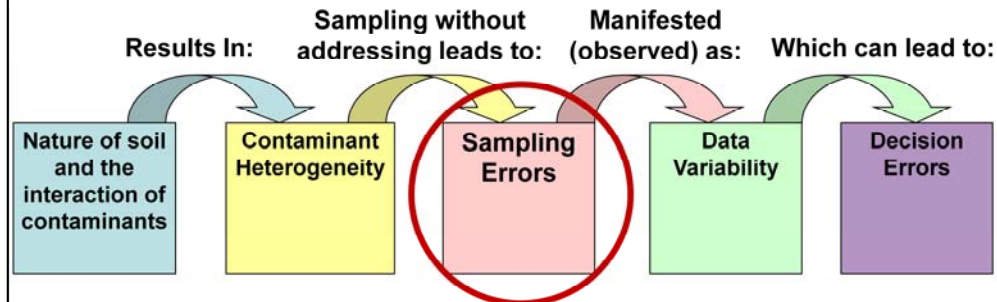 Results In:
Sampling without
addressing leads to:
Manifested
(observed) as:
Which can lead to:
Nature of soil
and the
interaction of
contaminants
Contaminant
Heterogeneity
Sampling
Errors
Data
Variability
Decision
Errors